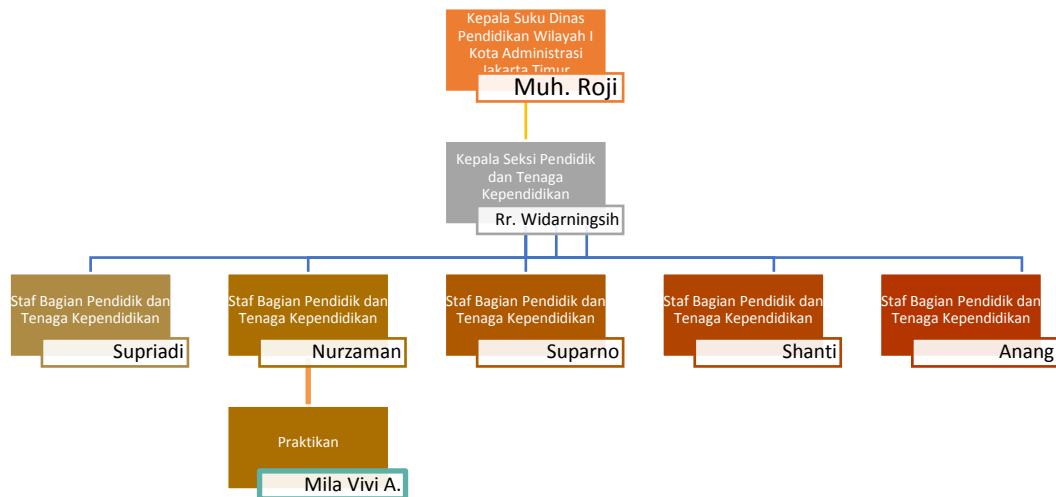 Kepala Suku Dinas
Pendidikan Wilayah I
Kota Administrasi
Jakarta Timur
Muh. Roji
Kepala Seksi Pendidik
dan Tenaga
Kependidikan
Rr. Widarningsih
Staf Bagian Pendidik dan
Tenaga Kependidikan
Supriadi
Staf Bagian Pendidik dan
Tenaga Kependidikan
Nurzaman
Staf Bagian Pendidik dan
Tenaga Kependidikan
Suparno
Staf Bagian Pendidik dan
Tenaga Kependidikan
Shanti
Staf Bagian Pendidik dan
Tenaga Kependidikan
Anang
Praktikan
Mila Vivi A.